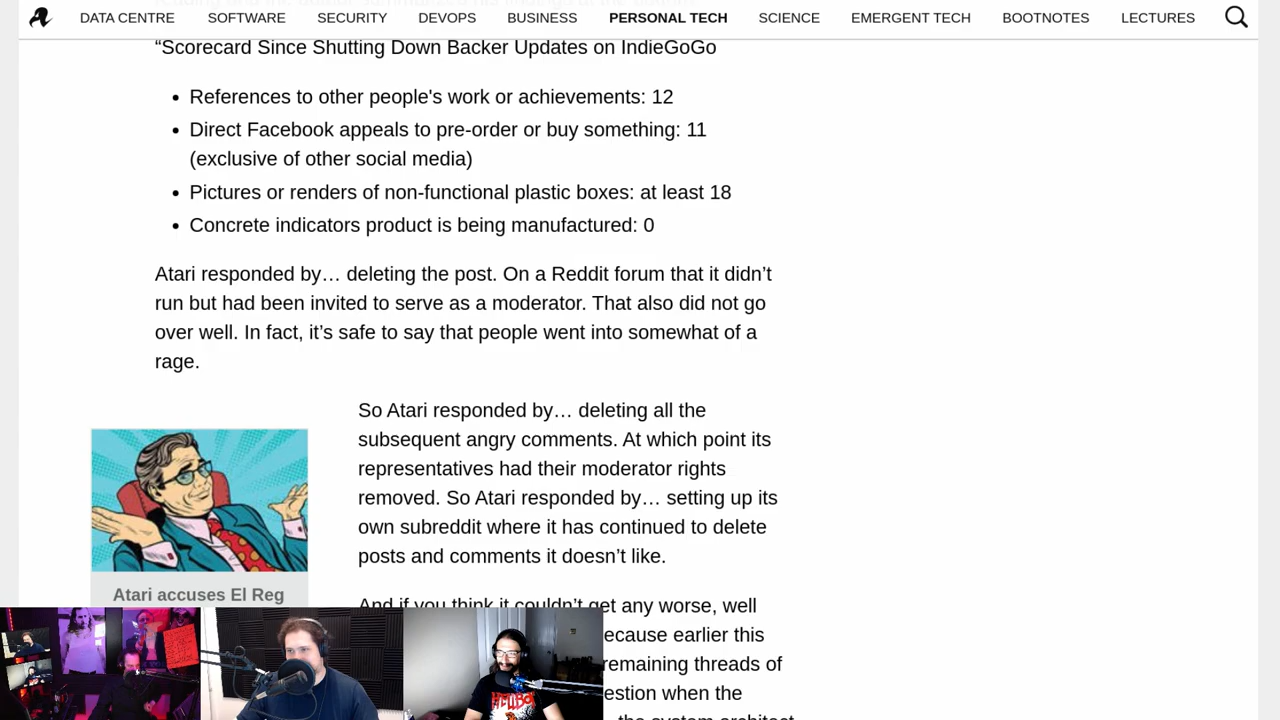 DATA CENTRE SOFTWARE SECURITY DEVOPS BUSINESS PERSONAL TECH SCIENCE EMERGENT TECH BOOTNOTES LECTURES
“Scorecard Since Shutting Down Backer Updates on IndieGoGo
• References to other people's work or achievements: 12
• Direct Facebook appeals to pre-order or buy something: 11
(exclusive of other social media)
• Pictures or renders of non-functional plastic boxes: at least 18
• Concrete indicators product is being manufactured: 0
Atari responded by… deleting the post. On a Reddit forum that it didn’t
run but had been invited to serve as a moderator. That also did not go
over well. In fact, it’s safe to say that people went into somewhat of a
rage.
So Atari responded by… deleting all the
subsequent angry comments. At which point its
representatives had their moderator rights
removed. So Atari responded by… setting up its
own subreddit where it has continued to delete
posts and comments it doesn’t like.
Atari accuses El Reg
And if you think it couldn’t get any worse, well
ecause earlier this
remaining threads of
estion when the
the system architect
HELLBOY